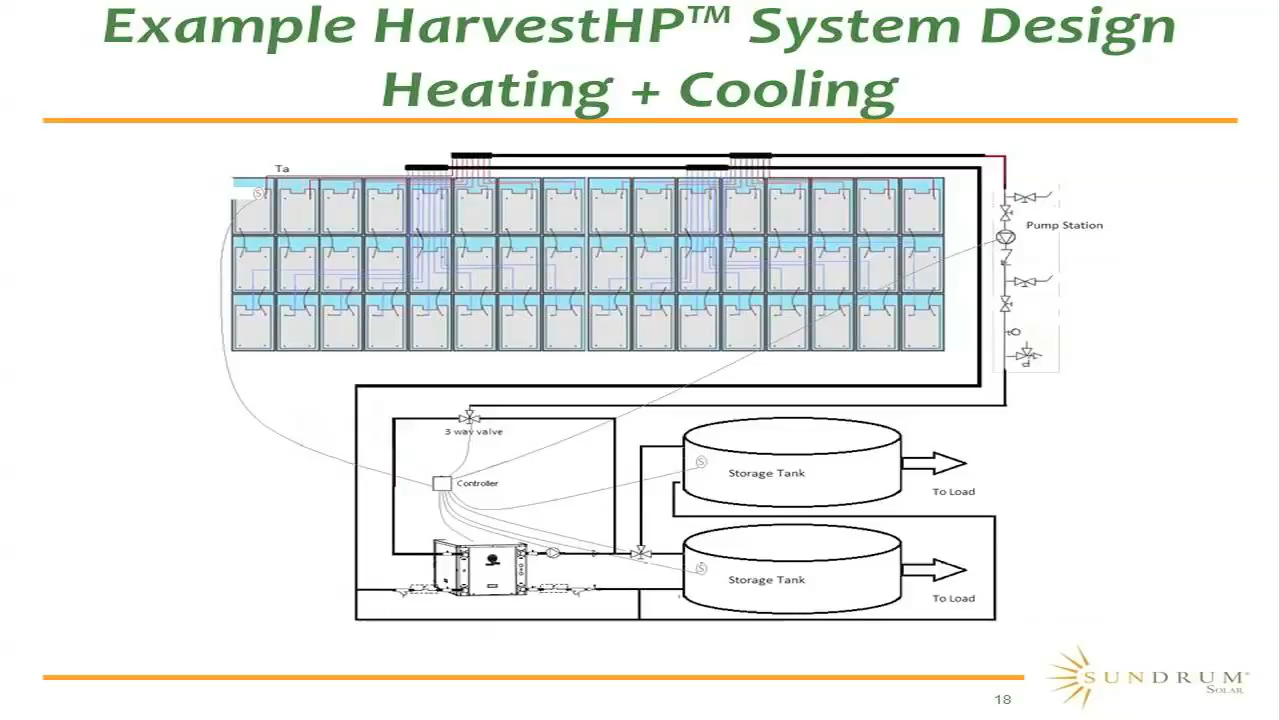 Example HarvestHP™ System Design
Heating + Cooling
Ta
S
Pump Station
3 way valve
Controller
S
Storage Tank
To Load
S
Storage Tank
To Load
SUNDRUM®
SOLAR
18